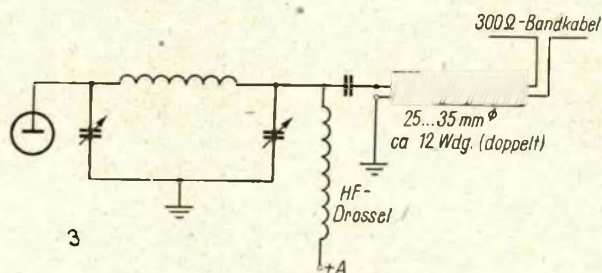 300Ω-Bandkabel
25...35 mm ⌀
ca 12 Wdg. (doppelt)
HF-
Drossel
3
+A